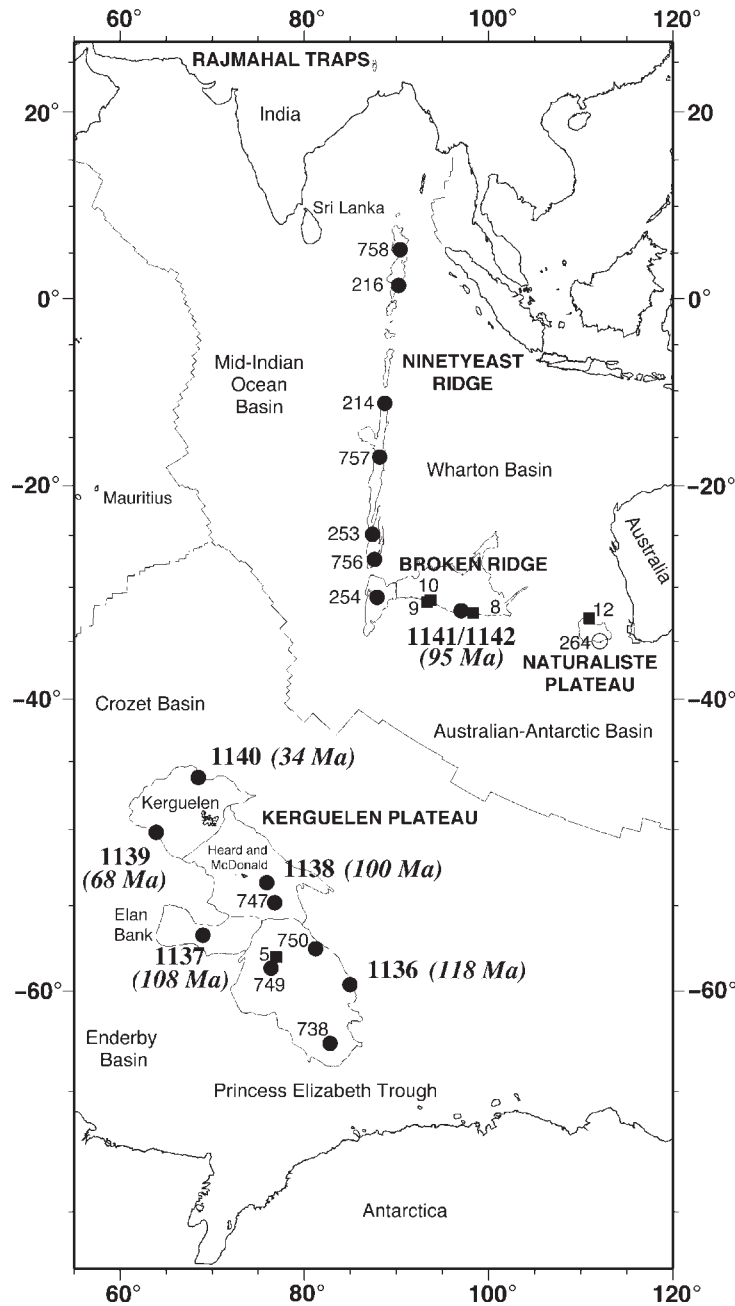 60° 80° 100° 120°
RAJMAHAL TRAPS
20° 20
India
Sri Lanka
758
216
0° 0°
Mid-Indian
Ocean
Basin
NINETYEAST
RIDGE
214
757
Wharton Basin
−20° −20°
Mauritius
Australia
253
756
BROKEN RIDGE
254
10
9
8
12
1141/1142
(95 Ma)
264
NATURALISTE
PLATEAU
−40° −40°
Crozet Basin
Australian-Antarctic Basin
1140 (34 Ma)
Kerguelen
KERGUELEN PLATEAU
1139
(68 Ma)
Heard and
McDonald
1138 (100 Ma)
747
Elan
Bank
1137
(108 Ma)
750
5
749
1136 (118 Ma)
−60° −60°
738
Enderby
Basin
Princess Elizabeth Trough
Antarctica
60° 80° 100° 120°